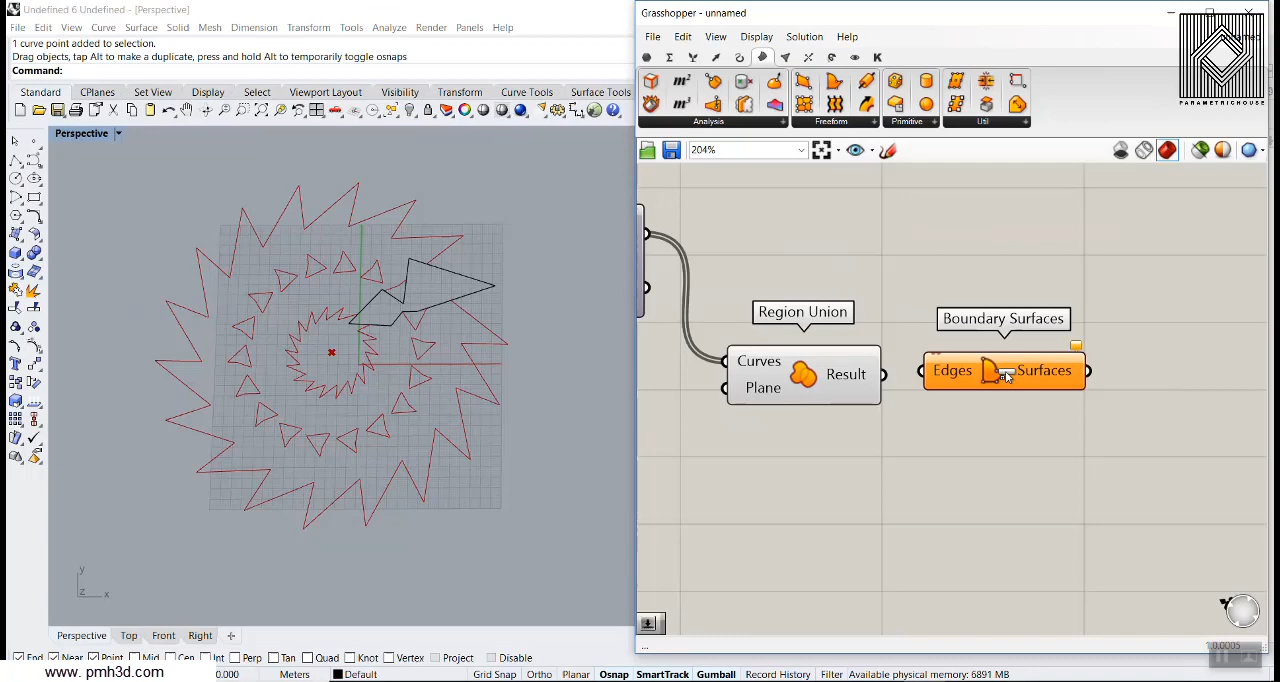 Undefined 6 - [Perspective]
File Edit View Curve Surface Solid Mesh Dimension Transform Tools Analyze Render Panels Help
1 curve point added to selection.
Drag objects, tap Alt to make a duplicate, press and hold Alt to temporarily toggle osnaps
Command:
Standard CPlanes Set View Display Select Viewport Layout Visibility Transform Curve Tools Surface Tools
Perspective
y
z x
Perspective Top Front Right
End Near Point Mid Cen Int Perp Tan Quad Knot Vertex Project Disable
www. pmh3d.com
0.000 Meters Default Grid Snap Ortho Planar Osnap SmartTrack Gumball Record History Filter Available physical memory: 6891 MB
Grasshopper - unnamed
File Edit View Display Solution Help
PARAMETRICHOUSE
Analysis Freeform Primitive Util
204%
Region Union
Boundary Surfaces
Curves
Plane
Result
Edges
Surfaces
...
1.0.0005